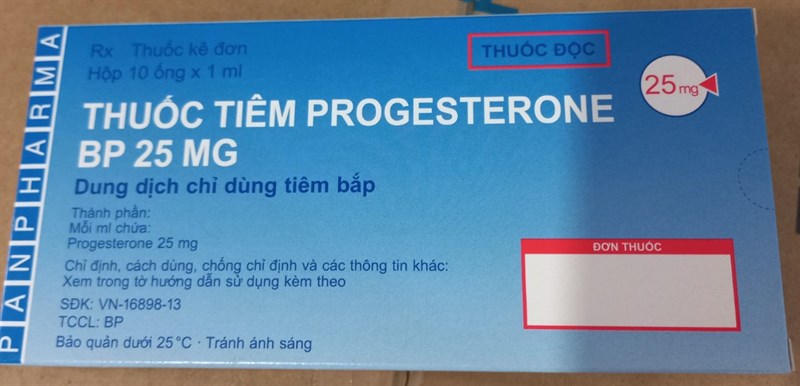 PANPHARMA
Rx Thuốc kê đơn
Hộp 10 ống x 1 ml
THUỐC ĐỘC
25 mg
THUỐC TIÊM PROGESTERONE
BP 25 MG
Dung dịch chỉ dùng tiêm bắp
Thành phần:
Mỗi ml chứa:
Progesterone 25 mg
Chỉ định, cách dùng, chống chỉ định và các thông tin khác:
Xem trong tờ hướng dẫn sử dụng kèm theo
SĐK: VN-16898-13
TCCL: BP
Bảo quản dưới 25°C · Tránh ánh sáng
ĐƠN THUỐC